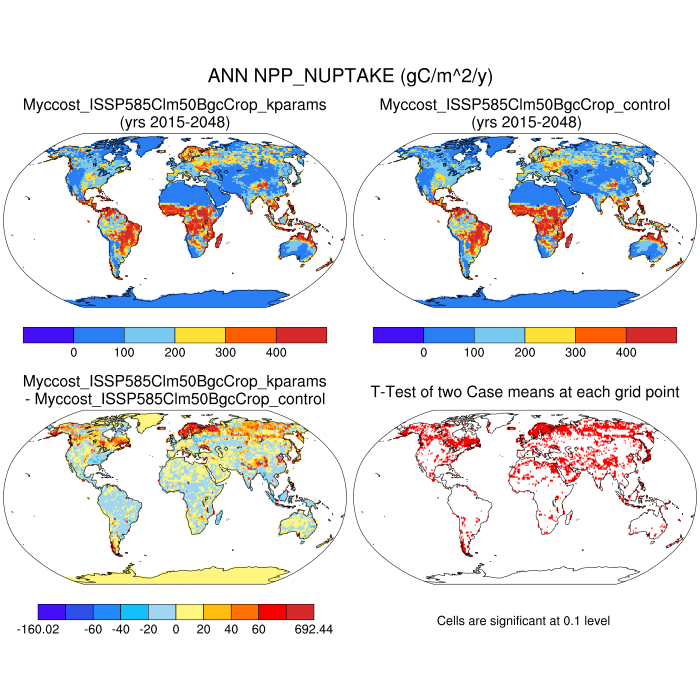 ANN NPP_NUPTAKE (gC/m^2/y)
Myccost_ISSP585Clm50BgcCrop_kparams
(yrs 2015-2048)
Myccost_ISSP585Clm50BgcCrop_control
(yrs 2015-2048)
0 100 200 300 400
0 100 200 300 400
Myccost_ISSP585Clm50BgcCrop_kparams
- Myccost_ISSP585Clm50BgcCrop_control
T-Test of two Case means at each grid point
-160.02 -60 -40 -20 0 20 40 60 692.44
Cells are significant at 0.1 level